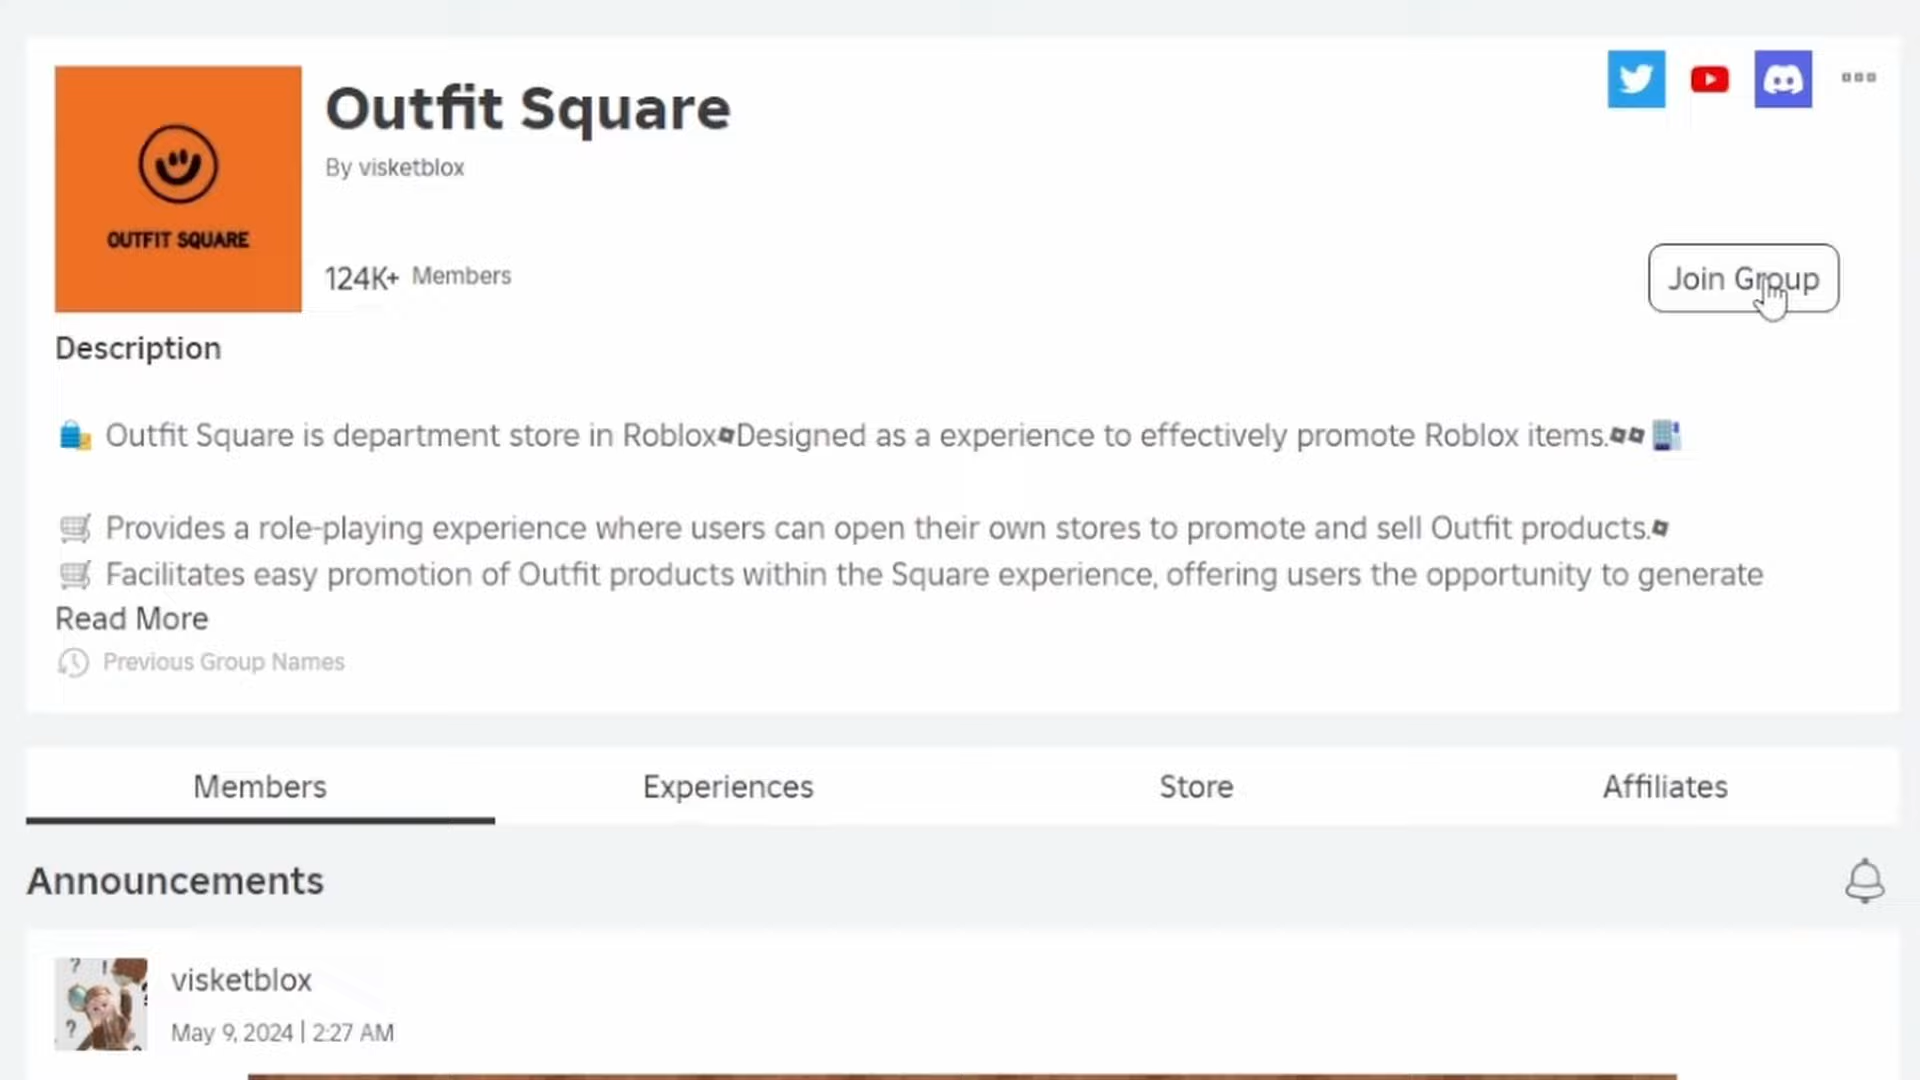 Outfit Square
By visketblox
OUTFIT SQUARE
124K+ Members
Join Group
Description
Outfit Square is department store in Roblox Designed as a experience to effectively promote Roblox items.
Provides a role-playing experience where users can open their own stores to promote and sell Outfit products.
Facilitates easy promotion of Outfit products within the Square experience, offering users the opportunity to generate
Read More
Previous Group Names
Members Experiences Store Affiliates
Announcements
visketblox
May 9, 2024 | 2:27 AM